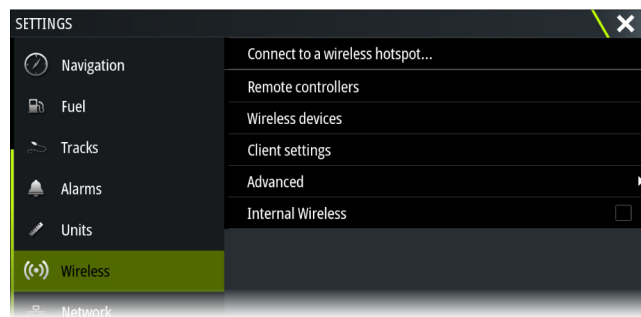 SETTINGS
Navigation
Fuel
Tracks
Alarms
Units
Wireless
Network
Connect to a wireless hotspot...
Remote controllers
Wireless devices
Client settings
Advanced
Internal Wireless